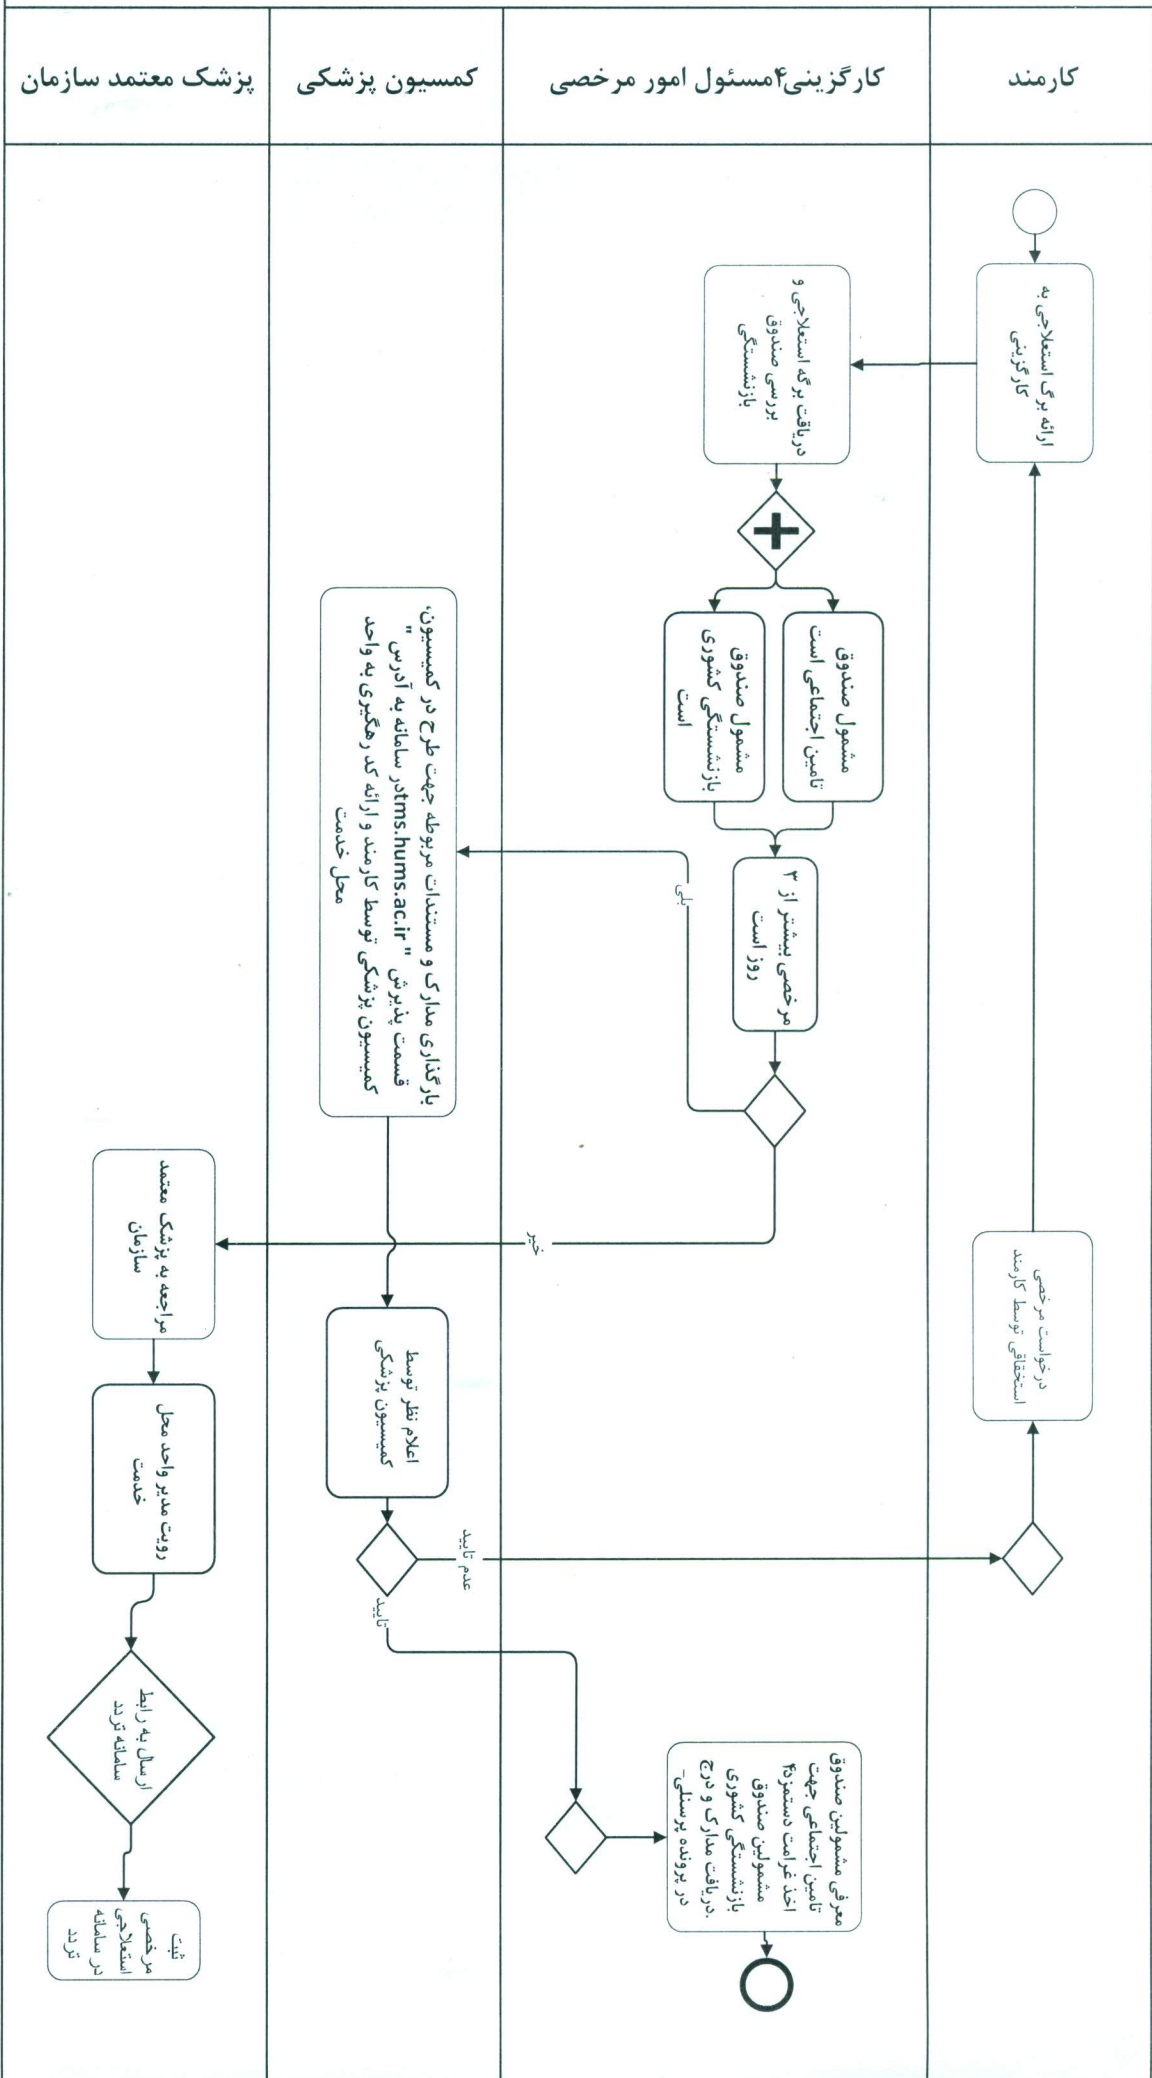 کارمند
کارگزینی۴مسئول امور مرخصی
کمسیون پزشکی
پزشک معتمد سازمان
ارائه برگ استعلاجی به
کارگزینی
دریافت برگه استعلاجی و
بررسی صندوق
بازنشستگی
مشمول صندوق
تامین اجتماعی است
مشمول صندوق
بازنشستگی کشوری
است
مرخصی بیشتر از ۳
روز است
بلی
خیر
بارگذاری مدارک و مستندات مربوطه جهت طرح در کمیسیون،
در سامانه به آدرس " tms.hums.ac.ir " قسمت پذیرش
کمیسیون پزشکی توسط کارمند و ارائه کد رهگیری به واحد
محل خدمت
مراجعه به پزشک معتمد
سازمان
درخواست مرخصی
استحقاقی توسط کارمند
اعلام نظر توسط
کمیسیون پزشکی
رویت مدیر واحد محل
خدمت
عدم تایید
تایید
ارسال به رابط
سامانه تردد
معرفی مشمولین صندوق
تامین اجتماعی جهت
اخذ غرامت دستمزد۴
مشمولین صندوق
بازنشستگی کشوری
.دریافت مدارک و درج
در پرونده پرسنلی-
ثبت
مرخصی
استعلاجی
در سامانه
تردد